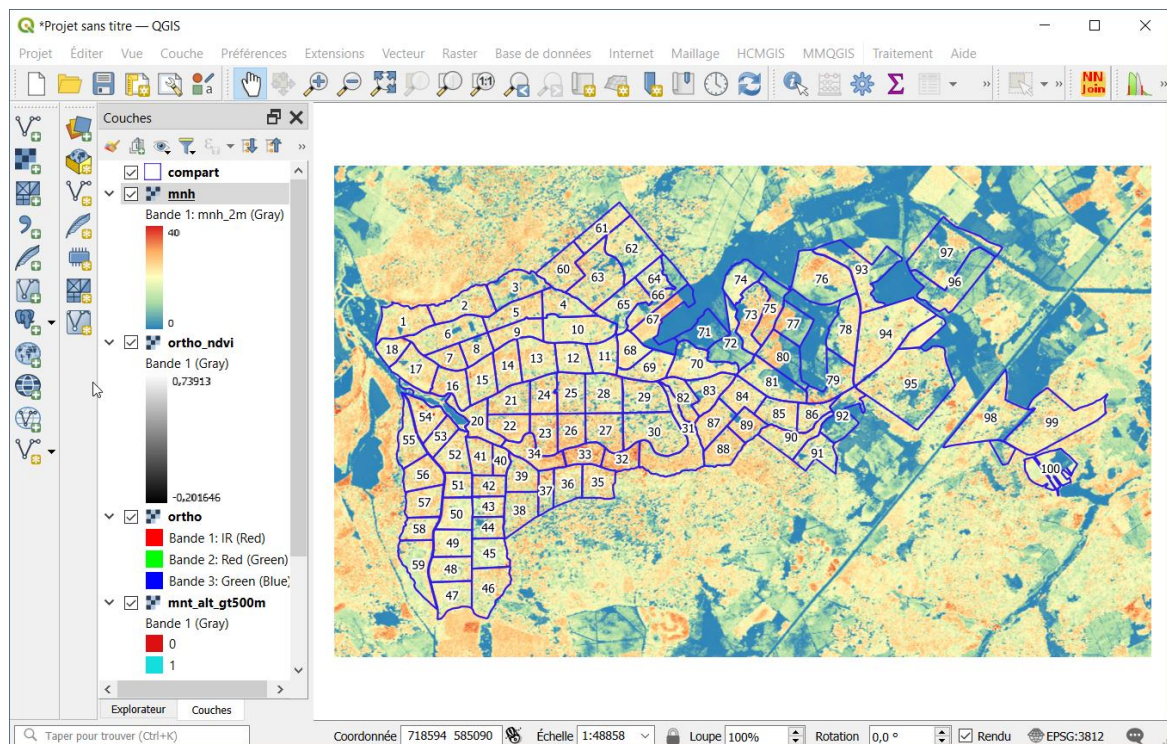 *Projet sans titre — QGIS
Projet Éditer Vue Couche Préférences Extensions Vecteur Raster Base de données Internet Maillage HCMGIS MMQGIS Traitement Aide
1:1
NN
Join
Couches
compart
mnh
Bande 1: mnh_2m (Gray)
40
0
ortho_ndvi
Bande 1 (Gray)
0,73913
-0,201646
ortho
Bande 1: IR (Red)
Bande 2: Red (Green)
Bande 3: Green (Blue)
mnt_alt_gt500m
Bande 1 (Gray)
0
1
Explorateur Couches
61
62
97
60 63 74 76 93
96
64
3 75
2 66
4 65
1 5 67 73 77 78
6 9 10 71 94
72
18 7 8 13 12 11 68 80
17 14 69 70
16 15 81 79 95
21 24 25 28 29 82 83 84
54 20 22 85 86 92 98 99
53 23 26 27 30 31 87 89
55 90
52 41 40 34 33 32 88 91
56 39 100
51 42 37 36 35
57 43
50 38
58 44
49 45
59 48
47 46
Taper pour trouver (Ctrl+K) Coordonnée 718594 585090 Échelle 1:48858 Loupe 100% Rotation 0,0 ° Rendu EPSG:3812